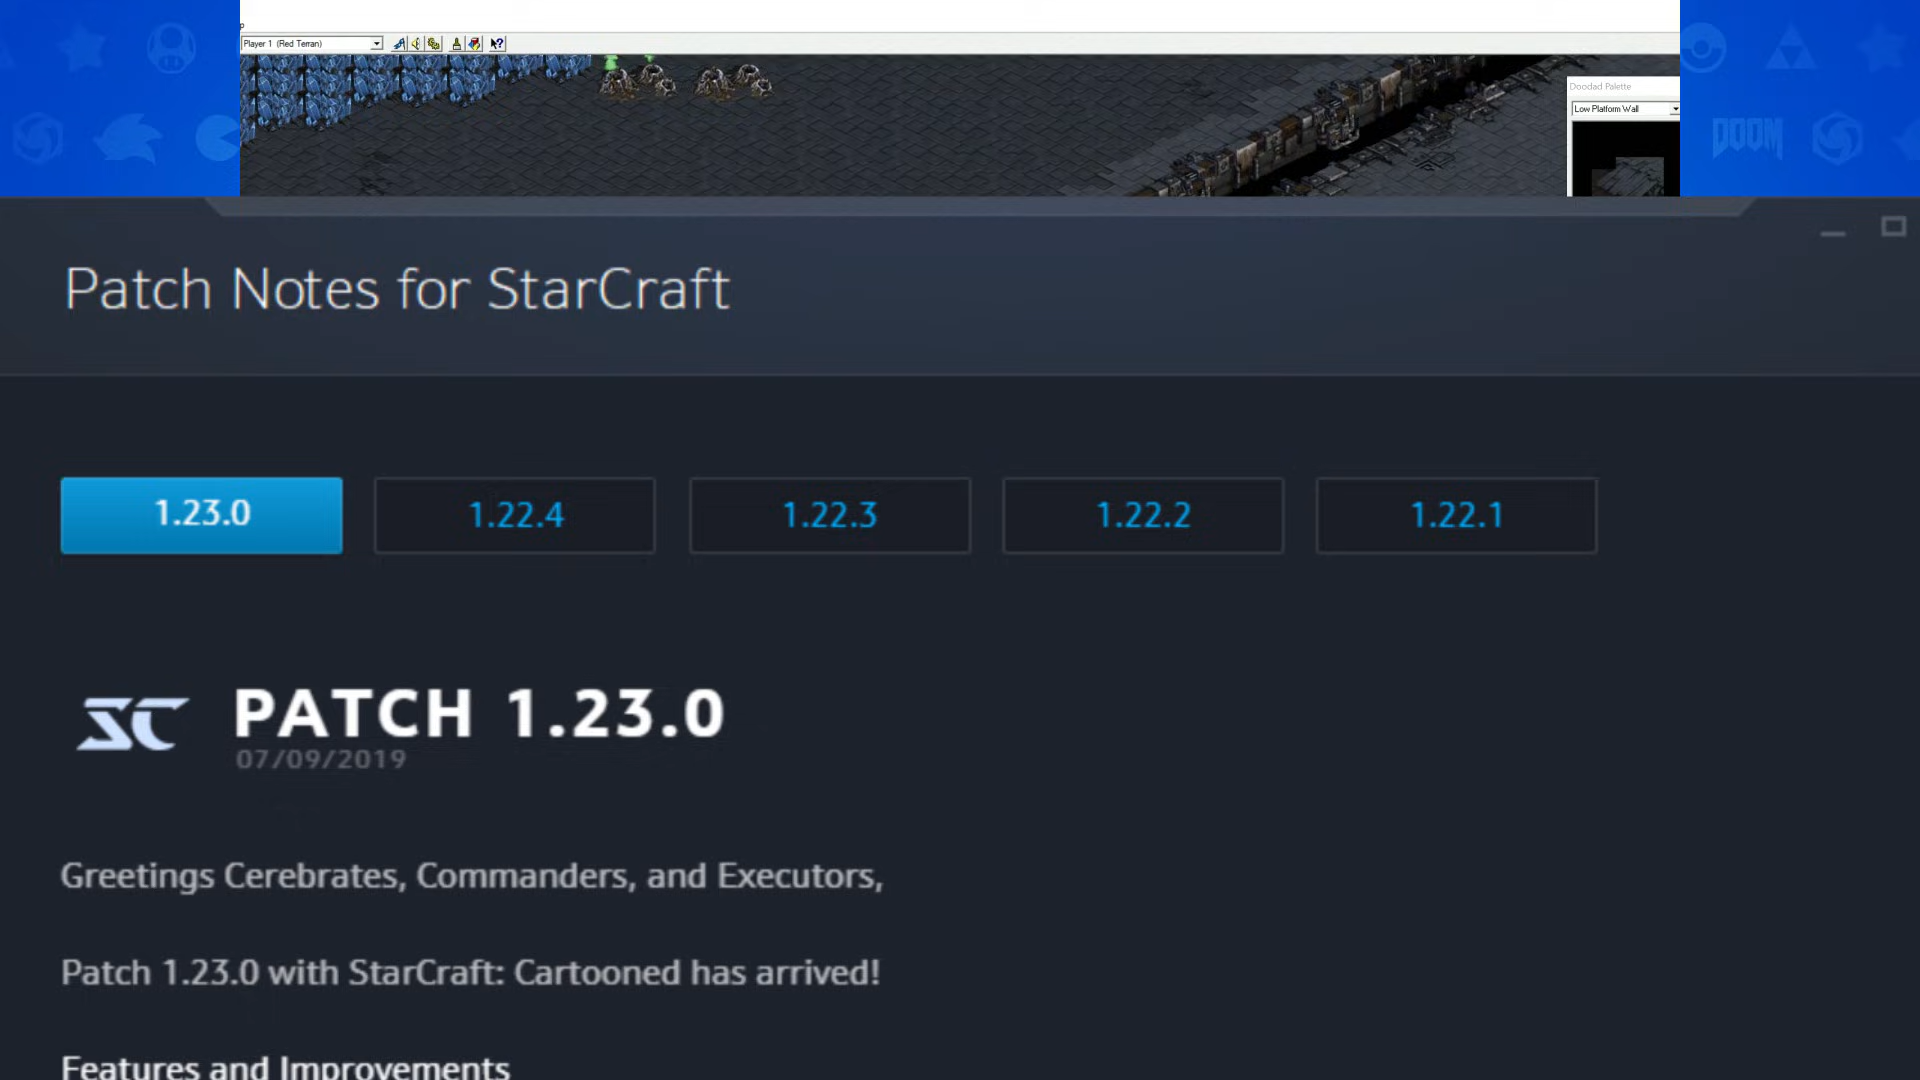 Player 1 (Red Terran)
Doodad Palette
Low Platform Wall
DOOM
Patch Notes for StarCraft
1.23.0
1.22.4
1.22.3
1.22.2
1.22.1
SC
PATCH 1.23.0
07/09/2019
Greetings Cerebrates, Commanders, and Executors,
Patch 1.23.0 with StarCraft: Cartooned has arrived!
Features and Improvements